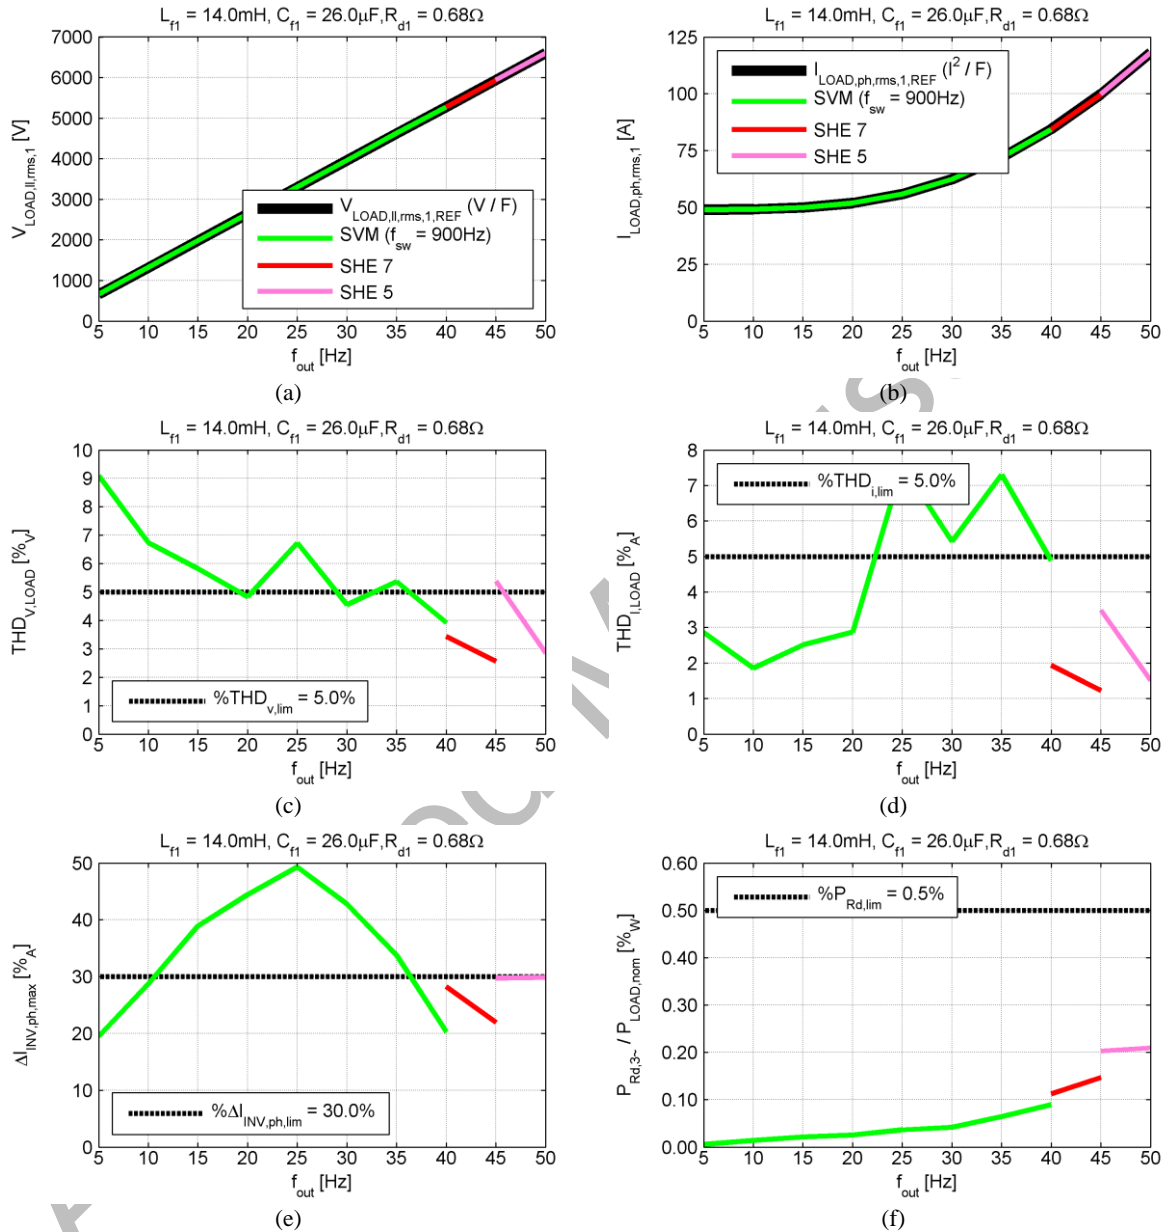 L_f1 = 14.0mH, C_f1 = 26.0μF,R_d1 = 0.68Ω
V_LOAD,ll,rms,1 [V]
7000
6000
5000
4000
3000
2000
1000
0
V_LOAD,ll,rms,1,REF (V / F)
SVM (f_sw = 900Hz)
SHE 7
SHE 5
5 10 15 20 25 30 35 40 45 50
f_out [Hz]
(a)
L_f1 = 14.0mH, C_f1 = 26.0μF,R_d1 = 0.68Ω
I_LOAD,ph,rms,1 [A]
125
100
75
50
25
0
I_LOAD,ph,rms,1,REF (I^2 / F)
SVM (f_sw = 900Hz)
SHE 7
SHE 5
5 10 15 20 25 30 35 40 45 50
f_out [Hz]
(b)
L_f1 = 14.0mH, C_f1 = 26.0μF,R_d1 = 0.68Ω
THD_V,LOAD [%_V]
10
9
8
7
6
5
4
3
2
1
0
%THD_v,lim = 5.0%
5 10 15 20 25 30 35 40 45 50
f_out [Hz]
(c)
L_f1 = 14.0mH, C_f1 = 26.0μF,R_d1 = 0.68Ω
THD_I,LOAD [%_A]
8
7
6
5
4
3
2
1
0
%THD_i,lim = 5.0%
5 10 15 20 25 30 35 40 45 50
f_out [Hz]
(d)
L_f1 = 14.0mH, C_f1 = 26.0μF,R_d1 = 0.68Ω
ΔI_INV,ph,max [%_A]
50
40
30
20
10
0
%ΔI_INV,ph,lim = 30.0%
5 10 15 20 25 30 35 40 45 50
f_out [Hz]
(e)
L_f1 = 14.0mH, C_f1 = 26.0μF,R_d1 = 0.68Ω
P_Rd,3~ / P_LOAD,nom [%_W]
0.60
0.50
0.40
0.30
0.20
0.10
0.00
%P_Rd,lim = 0.5%
5 10 15 20 25 30 35 40 45 50
f_out [Hz]
(f)